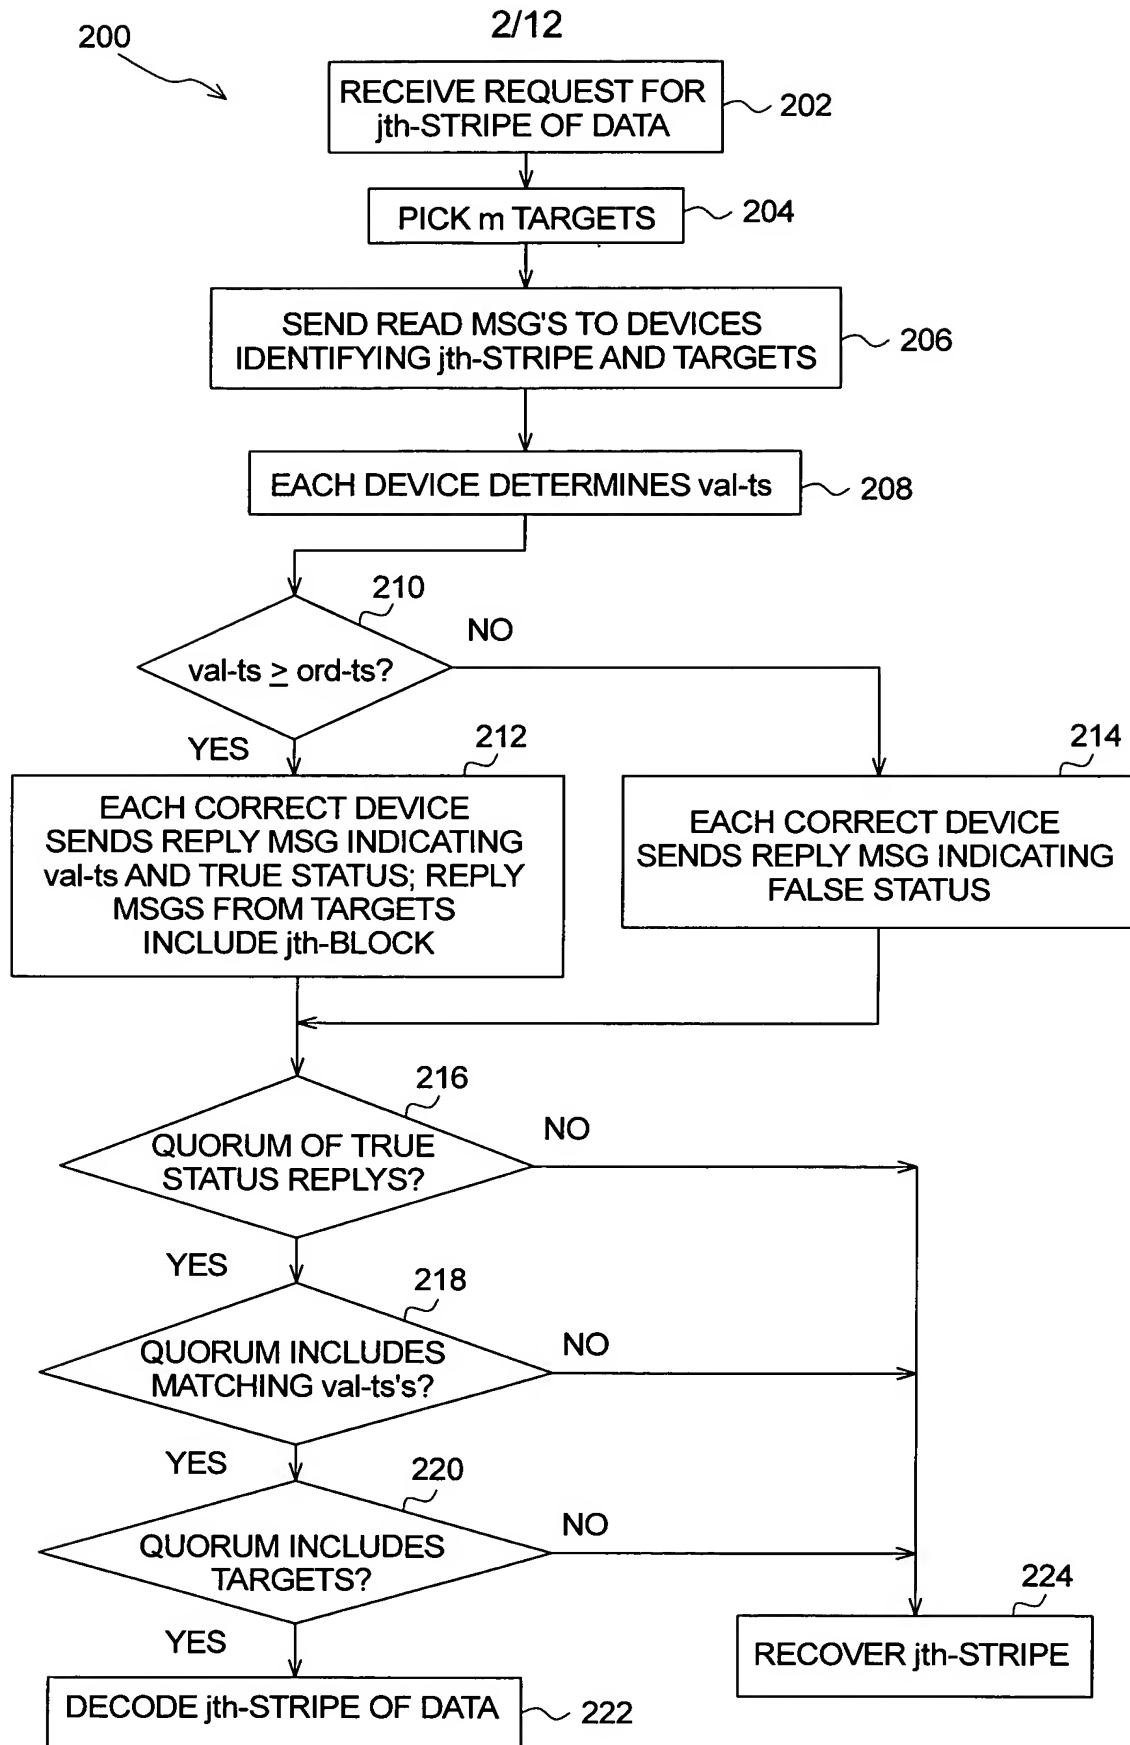 2/12
200
RECEIVE REQUEST FOR
jth-STRIPE OF DATA
202
PICK m TARGETS
204
SEND READ MSG'S TO DEVICES
IDENTIFYING jth-STRIPE AND TARGETS
206
EACH DEVICE DETERMINES val-ts
208
210
NO
val-ts ≥ ord-ts?
YES
212
214
EACH CORRECT DEVICE
SENDS REPLY MSG INDICATING
val-ts AND TRUE STATUS; REPLY
MSGS FROM TARGETS
INCLUDE jth-BLOCK
EACH CORRECT DEVICE
SENDS REPLY MSG INDICATING
FALSE STATUS
216
NO
QUORUM OF TRUE
STATUS REPLYS?
YES
218
NO
QUORUM INCLUDES
MATCHING val-ts's?
YES
220
NO
QUORUM INCLUDES
TARGETS?
YES
224
RECOVER jth-STRIPE
DECODE jth-STRIPE OF DATA
222